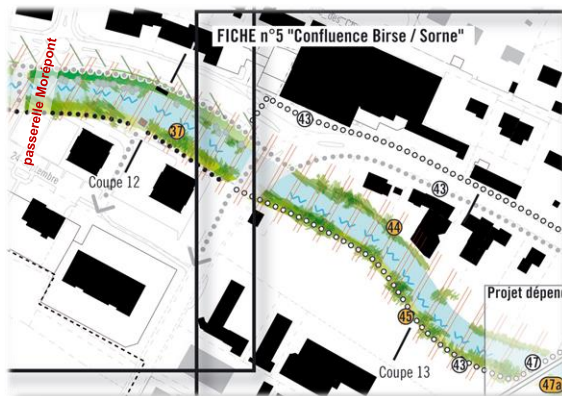 FICHE n°5 "Confluence Birse / Sorne"
passerelle Morépont
43
37
Coupe 12
43
44
Projet dépend
45
Coupe 13
43
47
47a